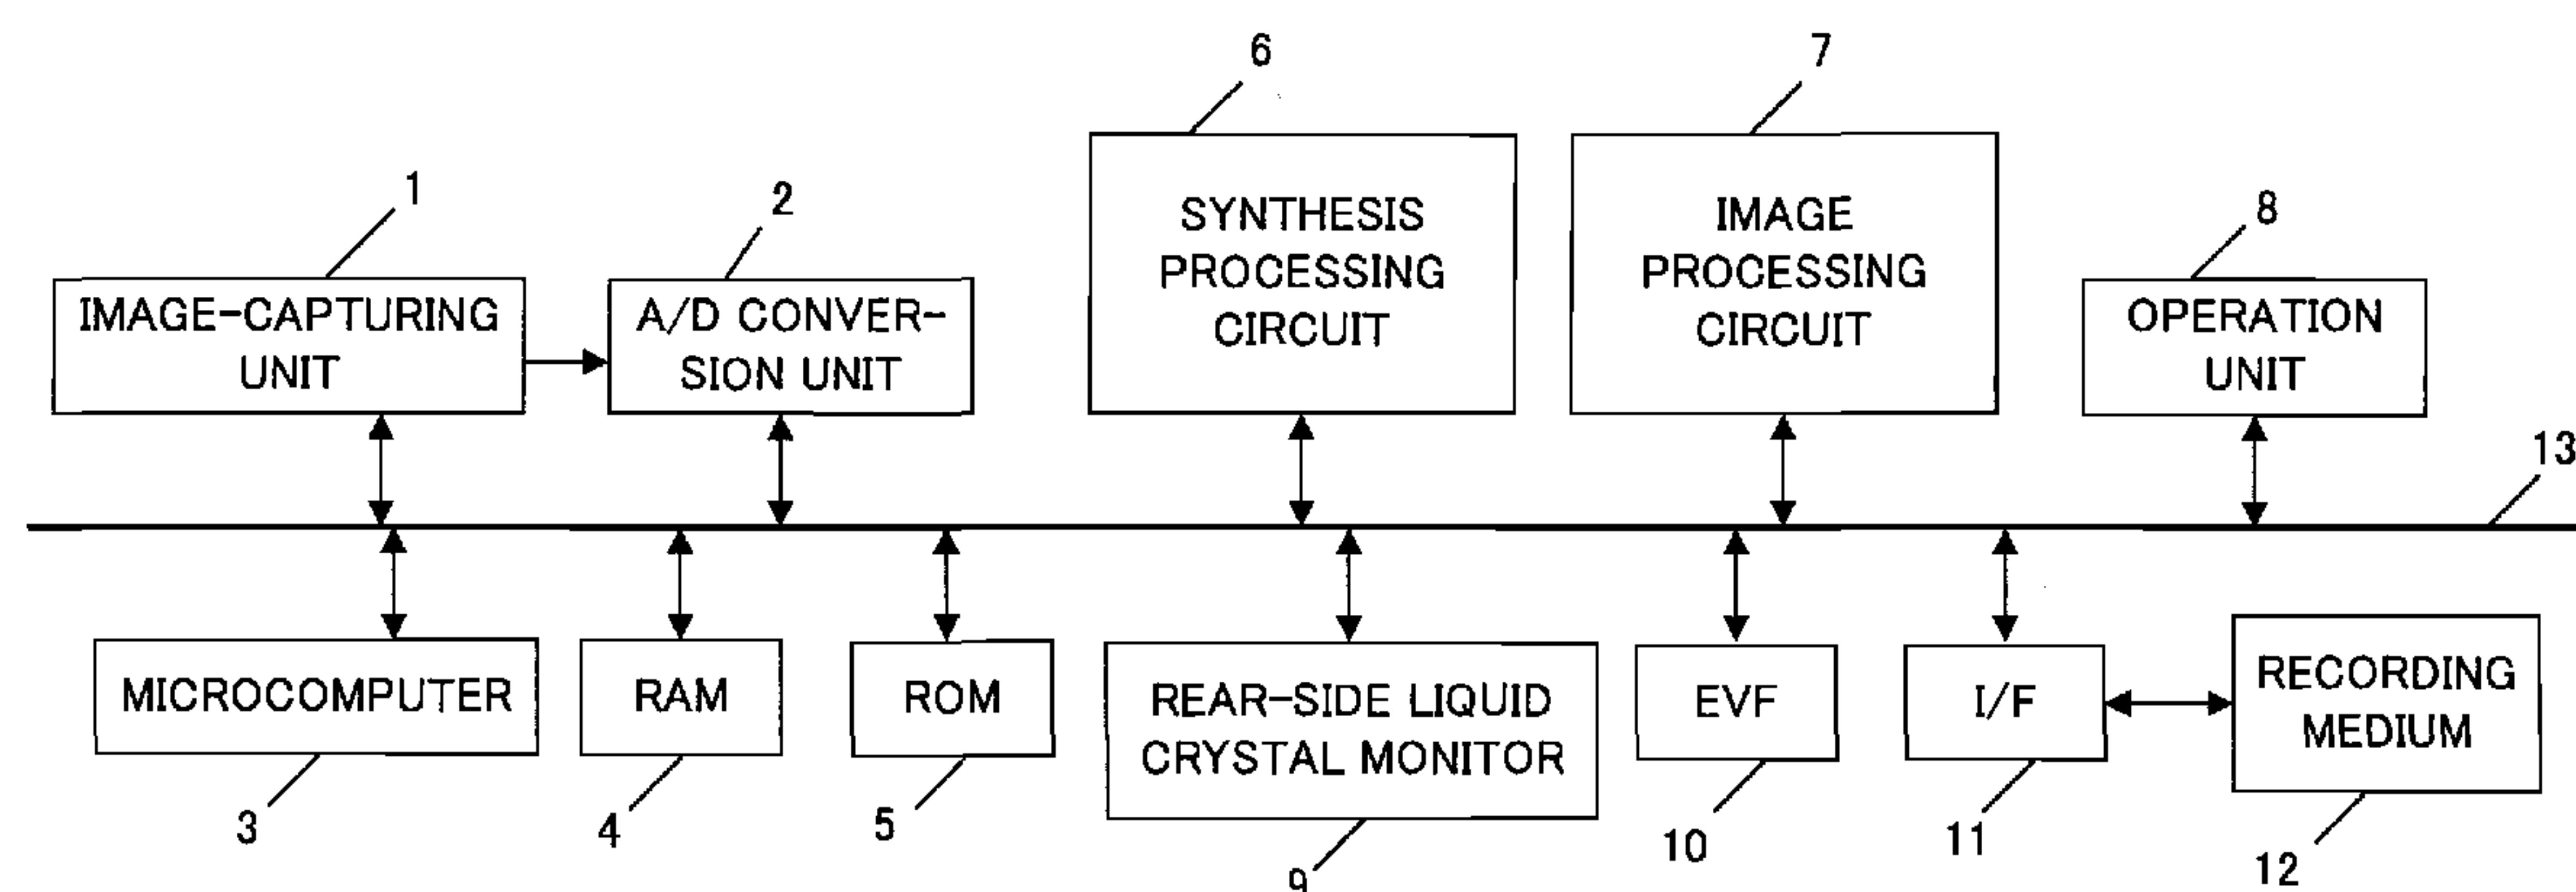 6
7
1
2
8
SYNTHESIS
PROCESSING
CIRCUIT
IMAGE
PROCESSING
CIRCUIT
IMAGE-CAPTURING
UNIT
A/D CONVER-
SION UNIT
OPERATION
UNIT
13
MICROCOMPUTER
RAM
ROM
REAR-SIDE LIQUID
CRYSTAL MONITOR
EVF
I/F
RECORDING
MEDIUM
3
4
5
9
10
11
12